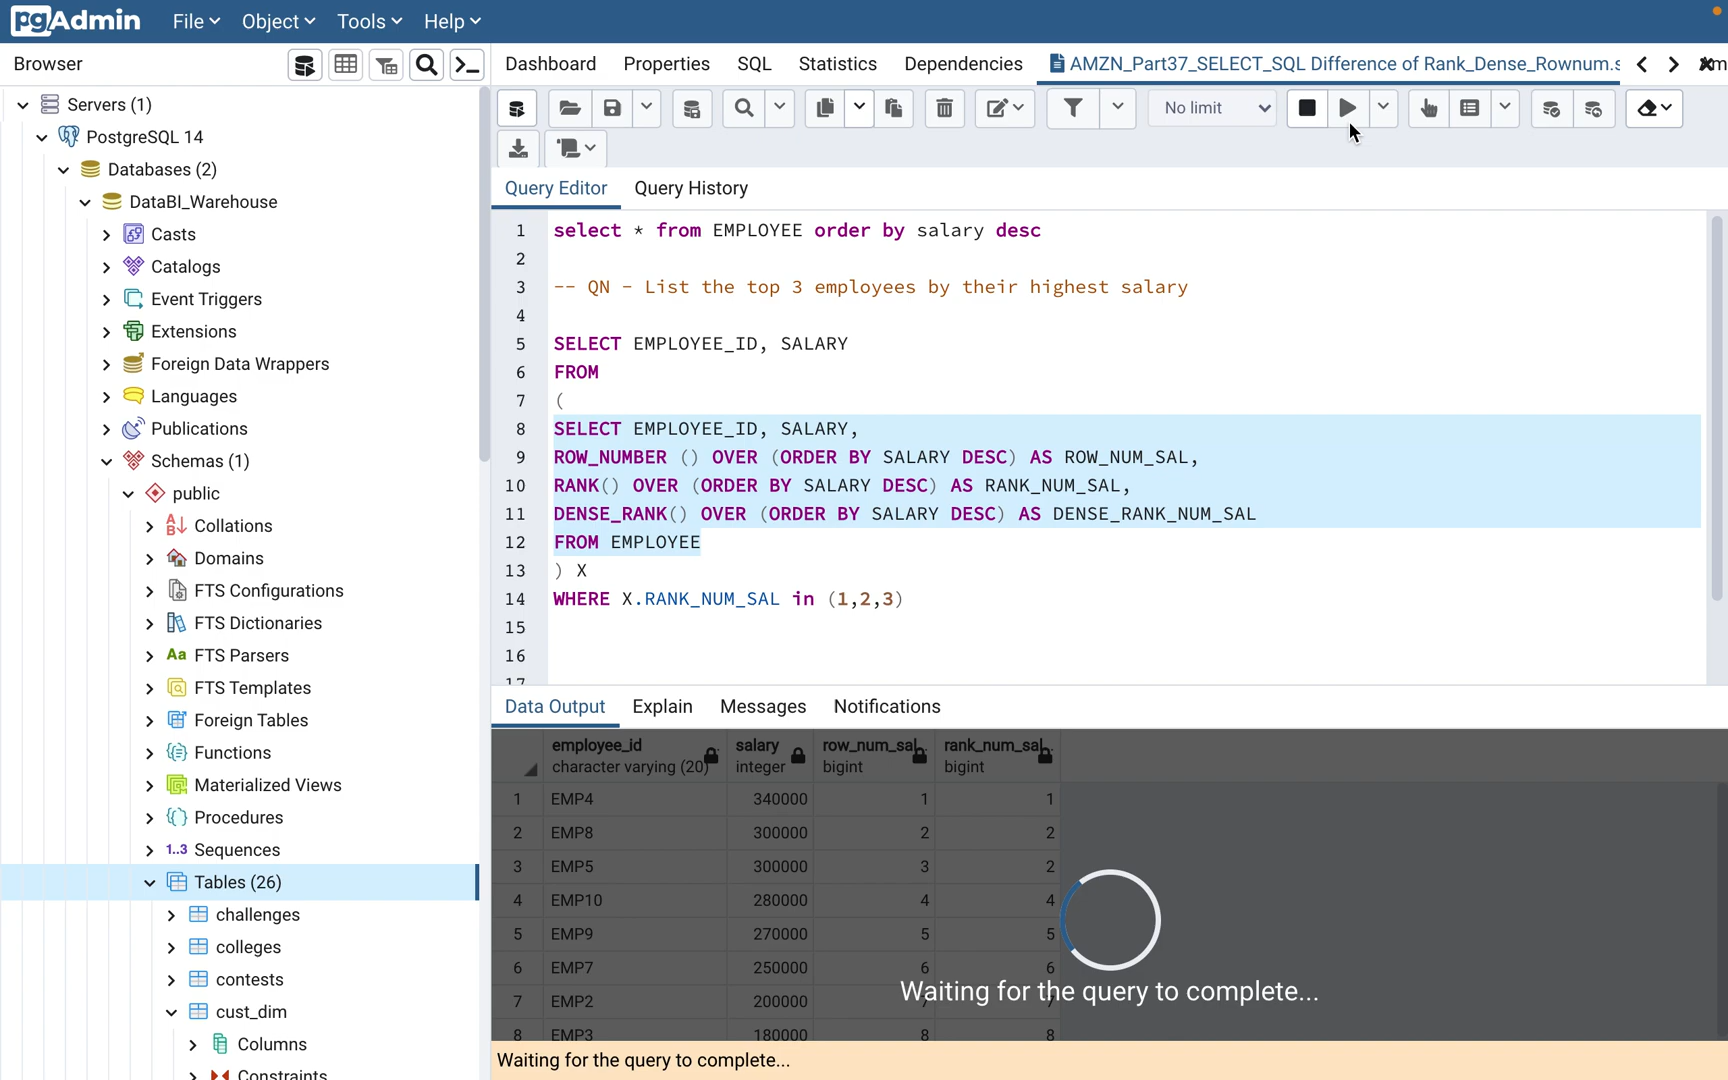 pgAdmin File Object Tools Help
Browser
Dashboard Properties SQL Statistics Dependencies AMZN_Part37_SELECT_SQL Difference of Rank_Dense_Rownum.s
No limit
Query Editor Query History
Servers (1)
PostgreSQL 14
Databases (2)
DataBI_Warehouse
Casts
Catalogs
Event Triggers
Extensions
Foreign Data Wrappers
Languages
Publications
Schemas (1)
public
Collations
Domains
FTS Configurations
FTS Dictionaries
Aa FTS Parsers
FTS Templates
Foreign Tables
Functions
Materialized Views
Procedures
1..3 Sequences
Tables (26)
challenges
colleges
contests
cust_dim
Columns
Constraints
1 select * from EMPLOYEE order by salary desc
2
3 -- QN - List the top 3 employees by their highest salary
4
5 SELECT EMPLOYEE_ID, SALARY
6 FROM
7 (
8 SELECT EMPLOYEE_ID, SALARY,
9 ROW_NUMBER () OVER (ORDER BY SALARY DESC) AS ROW_NUM_SAL,
10 RANK() OVER (ORDER BY SALARY DESC) AS RANK_NUM_SAL,
11 DENSE_RANK() OVER (ORDER BY SALARY DESC) AS DENSE_RANK_NUM_SAL
12 FROM EMPLOYEE
13 ) X
14 WHERE X.RANK_NUM_SAL in (1,2,3)
15
16
17
Data Output Explain Messages Notifications
employee_id salary row_num_sal rank_num_sal
character varying (20) integer bigint bigint
1 EMP4 340000 1 1
2 EMP8 300000 2 2
3 EMP5 300000 3 2
4 EMP10 280000 4 4
5 EMP9 270000 5 5
6 EMP7 250000 6 6
7 EMP2 200000 7 7
8 EMP3 180000 8 8
Waiting for the query to complete...
Waiting for the query to complete...